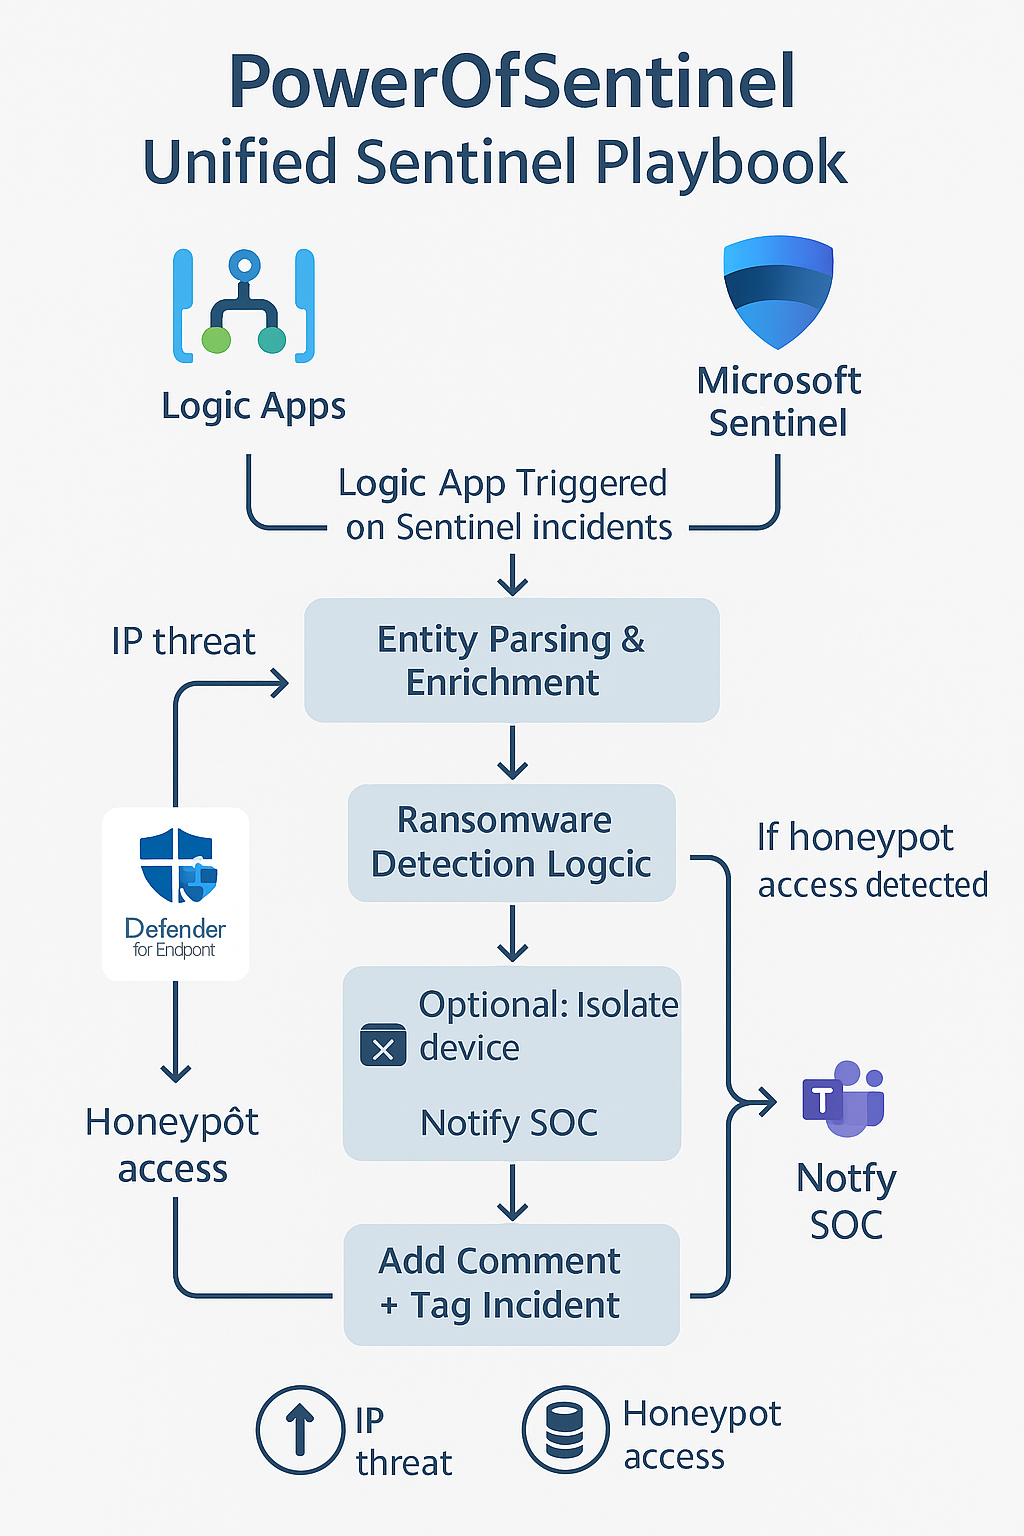 PowerOfSentinel
Unified Sentinel Playbook
Logic Apps
Microsoft
Sentinel
Logic App Triggered
on Sentinel incidents
IP threat
Entity Parsing &
Enrichment
Ransomware
Detection Logcic
If honeypot
access detected
Defender
for Endpont
Optional: Isolate
device
Notify SOC
Honeypôt
access
T
Notfy
SOC
Add Comment
+ Tag Incident
IP
threat
Honeypot
access